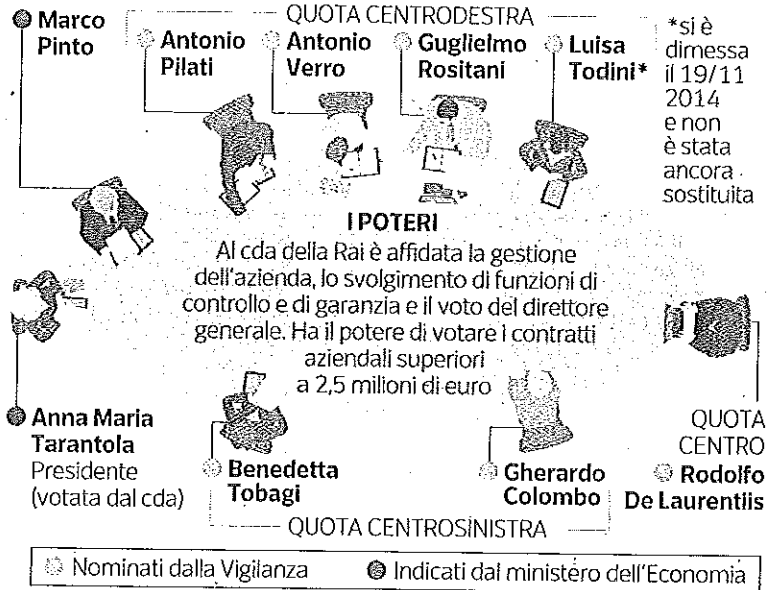 QUOTA CENTRODESTRA
Marco
Pinto
Antonio
Pilati
Antonio
Verro
Guglielmo
Rositani
Luisa
Todini*
*si è
dimessa
il 19/11
2014
e non
è stata
ancora
sostituita
I POTERI
Al cda della Rai è affidata la gestione
dell'azienda, lo svolgimento di funzioni di
controllo e di garanzia e il voto del direttore
generale. Ha il potere di votare i contratti
aziendali superiori
a 2,5 milioni di euro
Anna Maria
Tarantola
Presidente
(votata dal cda)
Benedetta
Tobagi
Gherardo
Colombo
QUOTA CENTROSINISTRA
QUOTA
CENTRO
Rodolfo
De Laurentiis
Nominati dalla Vigilanza
Indicati dal ministero dell'Economia